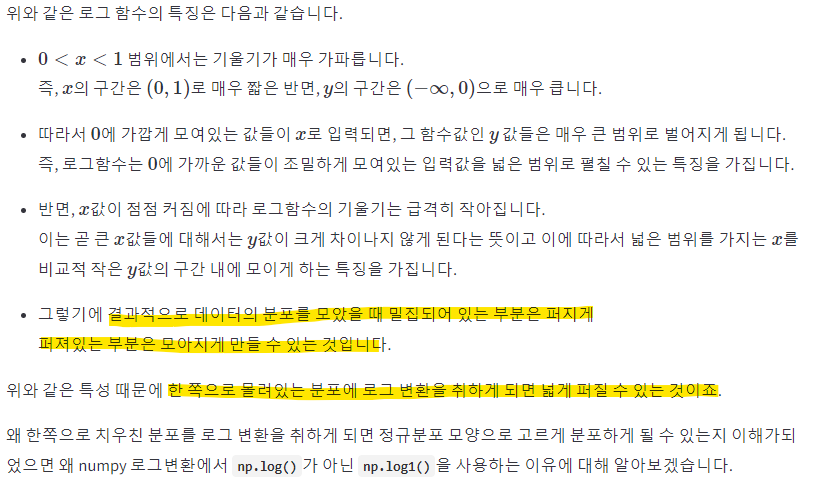 위와 같은 로그 함수의 특징은 다음과 같습니다.
• 0 < x < 1 범위에서는 기울기가 매우 가파릅니다.
즉, x의 구간은 (0, 1)로 매우 짧은 반면, y의 구간은 (−∞, 0)으로 매우 큽니다.
• 따라서 0에 가깝게 모여있는 값들이 x로 입력되면, 그 함수값인 y 값들은 매우 큰 범위로 벌어지게 됩니다.
즉, 로그함수는 0에 가까운 값들이 조밀하게 모여있는 입력값을 넓은 범위로 펼칠 수 있는 특징을 가집니다.
• 반면, x값이 점점 커짐에 따라 로그함수의 기울기는 급격히 작아집니다.
이는 곧 큰 x값들에 대해서는 y값이 크게 차이나지 않게 된다는 뜻이고 이에 따라서 넓은 범위를 가지는 x를
비교적 작은 y값의 구간 내에 모이게 하는 특징을 가집니다.
• 그렇기에 결과적으로 데이터의 분포를 모았을 때 밀집되어 있는 부분은 퍼지게
퍼져있는 부분은 모아지게 만들 수 있는 것입니다.
위와 같은 특성 때문에 한 쪽으로 몰려있는 분포에 로그 변환을 취하게 되면 넓게 퍼질 수 있는 것이죠.
왜 한쪽으로 치우친 분포를 로그 변환을 취하게 되면 정규분포 모양으로 고르게 분포하게 될 수 있는지 이해가되
었으면 왜 numpy 로그변환에서 np.log() 가 아닌 np.log1() 을 사용하는 이유에 대해 알아보겠습니다.